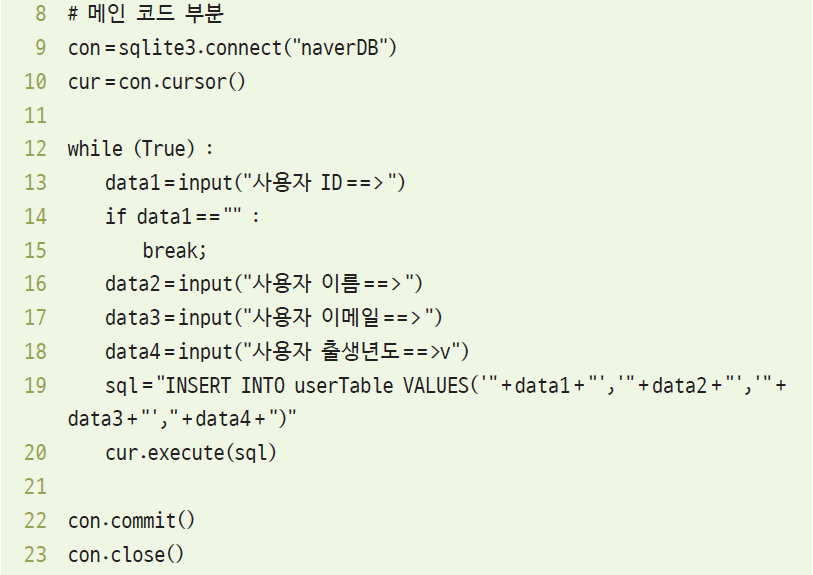 8 # 메인 코드 부분
9 con=sqlite3.connect("naverDB")
10 cur=con.cursor()
11
12 while (True) :
13 data1=input("사용자 ID==>")
14 if data1=="" :
15 break;
16 data2=input("사용자 이름==>")
17 data3=input("사용자 이메일==>")
18 data4=input("사용자 출생년도==>v")
19 sql="INSERT INTO userTable VALUES('"+data1+"','"+data2+"','"+
data3+"',"+data4+")"
20 cur.execute(sql)
21
22 con.commit()
23 con.close()